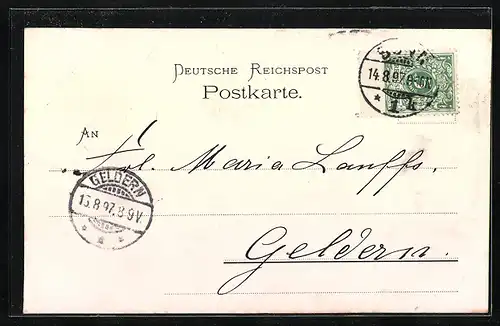 DEUTSCHE REICHSPOST
Postkarte.
14.8.97.
AN
Frl. Maria Lauffs.
GELDERN
15.8.97.8-9V.
Geldern.